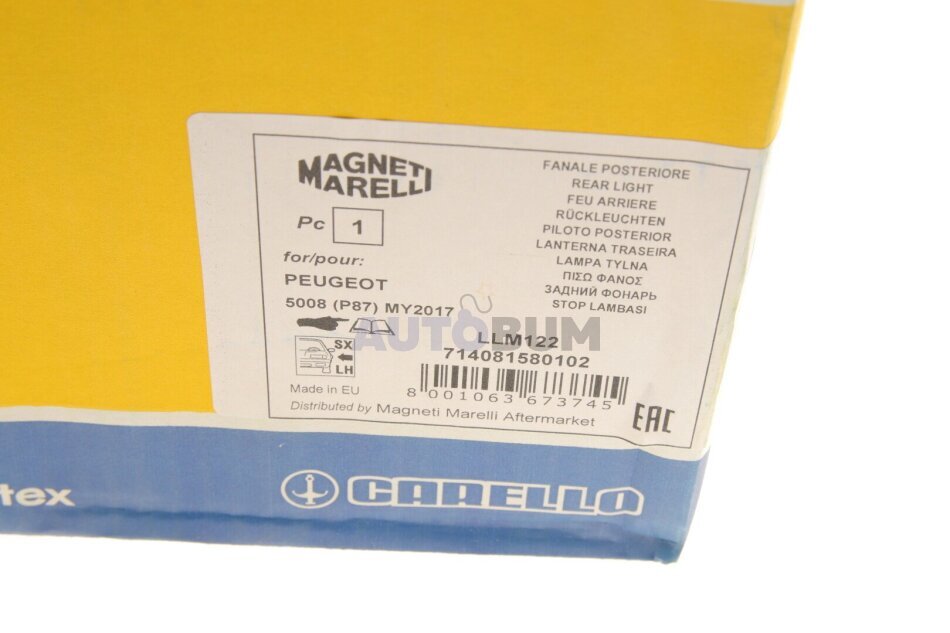 MAGNETI
MARELLI
Pc 1
for/pour:
PEUGEOT
5008 (P87) MY2017
SX
LH
Made in EU
Distributed by Magneti Marelli Aftermarket
FANALE POSTERIORE
REAR LIGHT
FEU ARRIERE
RÜCKLEUCHTEN
PILOTO POSTERIOR
LANTERNA TRASEIRA
LAMPA TYLNA
ΠΙΣΩ ΦΑΝΟΣ
ЗАДНИЙ ФОНАРЬ
STOP LAMBASI
AUTOBUM
LLM122
714081580102
8 001063 673745
EAC
tex
CARELLO